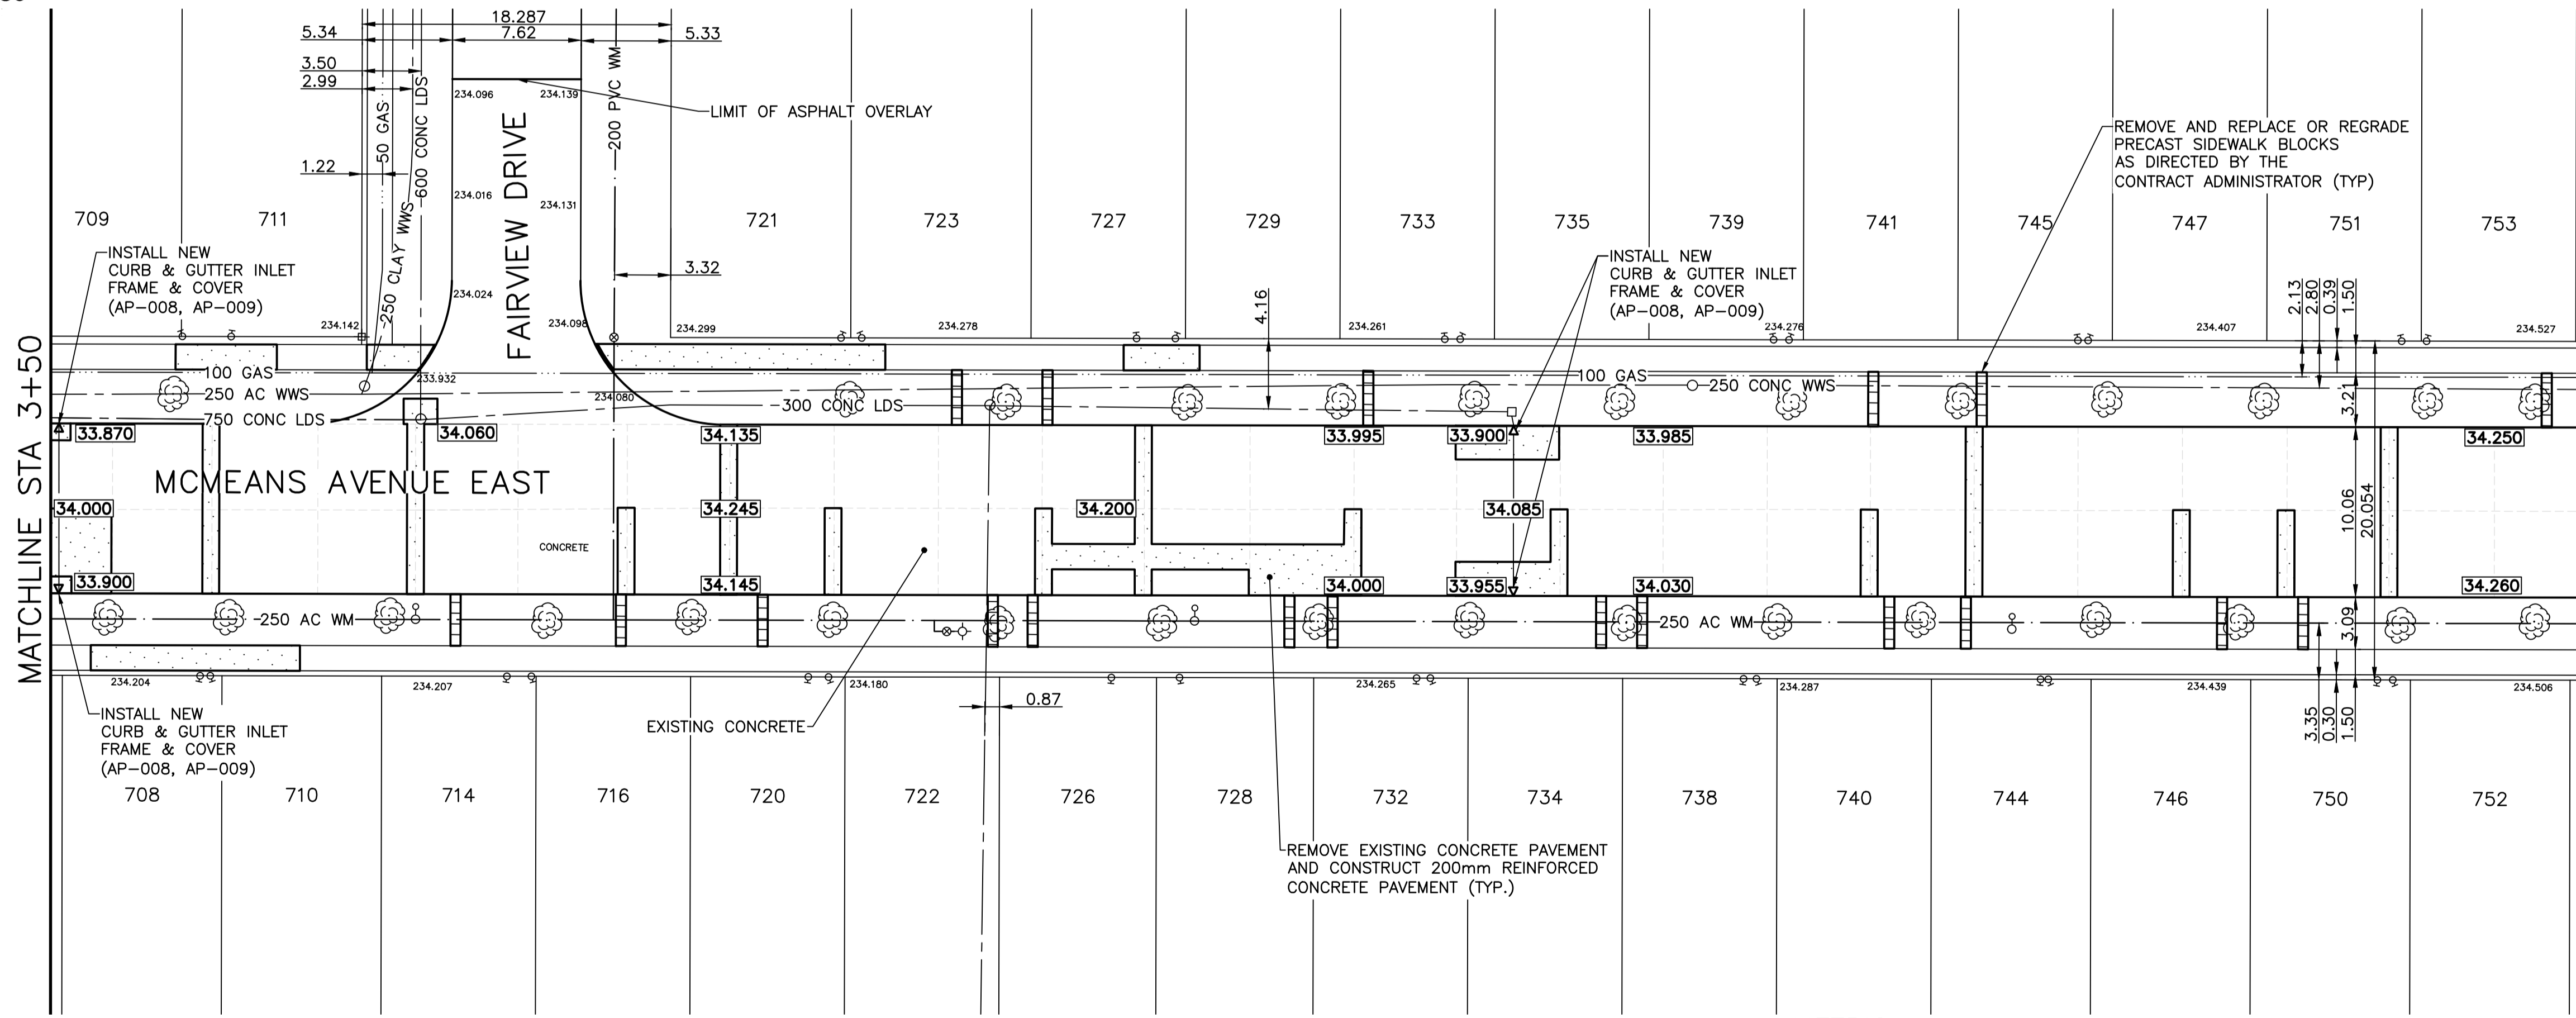 18.287
5.34
7.62
5.33
3.50
2.99
1.22
50 GAS
600 CONC LDS
250 CLAY WWS
200 PVC WM
234.096
234.139
LIMIT OF ASPHALT OVERLAY
FAIRVIEW DRIVE
234.016
234.131
234.024
234.098
3.32
REMOVE AND REPLACE OR REGRADE
PRECAST SIDEWALK BLOCKS
AS DIRECTED BY THE
CONTRACT ADMINISTRATOR (TYP)
709
711
721
723
727
729
733
735
739
741
745
747
751
753
INSTALL NEW
CURB & GUTTER INLET
FRAME & COVER
(AP-008, AP-009)
INSTALL NEW
CURB & GUTTER INLET
FRAME & COVER
(AP-008, AP-009)
4.16
2.13
2.80
0.39
1.50
234.142
234.299
234.278
234.261
234.276
234.407
234.527
MATCHLINE STA 3+50
100 GAS
233.932
100 GAS
250 AC WWS
234.080
250 CONC WWS
300 CONC LDS
750 CONC LDS
3.21
33.870
34.060
34.135
33.995
33.900
33.985
34.250
MCMEANS AVENUE EAST
34.000
34.245
34.200
34.085
10.06
20.054
CONCRETE
33.900
34.145
34.000
33.955
34.030
34.260
250 AC WM
250 AC WM
3.09
234.204
234.207
234.180
234.265
234.287
234.439
234.506
0.87
3.35
0.30
1.50
INSTALL NEW
CURB & GUTTER INLET
FRAME & COVER
(AP-008, AP-009)
EXISTING CONCRETE
708
710
714
716
720
722
726
728
732
734
738
740
744
746
750
752
REMOVE EXISTING CONCRETE PAVEMENT
AND CONSTRUCT 200mm REINFORCED
CONCRETE PAVEMENT (TYP.)